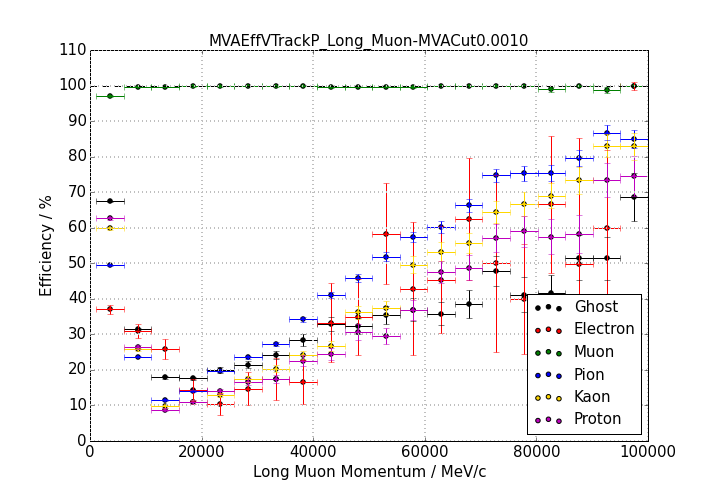 MVAEffVTrackP_Long_Muon-MVACut0.0010
110
100
90
80
70
60
50
40
30
20
10
0
Efficiency / %
Ghost
Electron
Muon
Pion
Kaon
Proton
0 20000 40000 60000 80000 100000
Long Muon Momentum / MeV/c